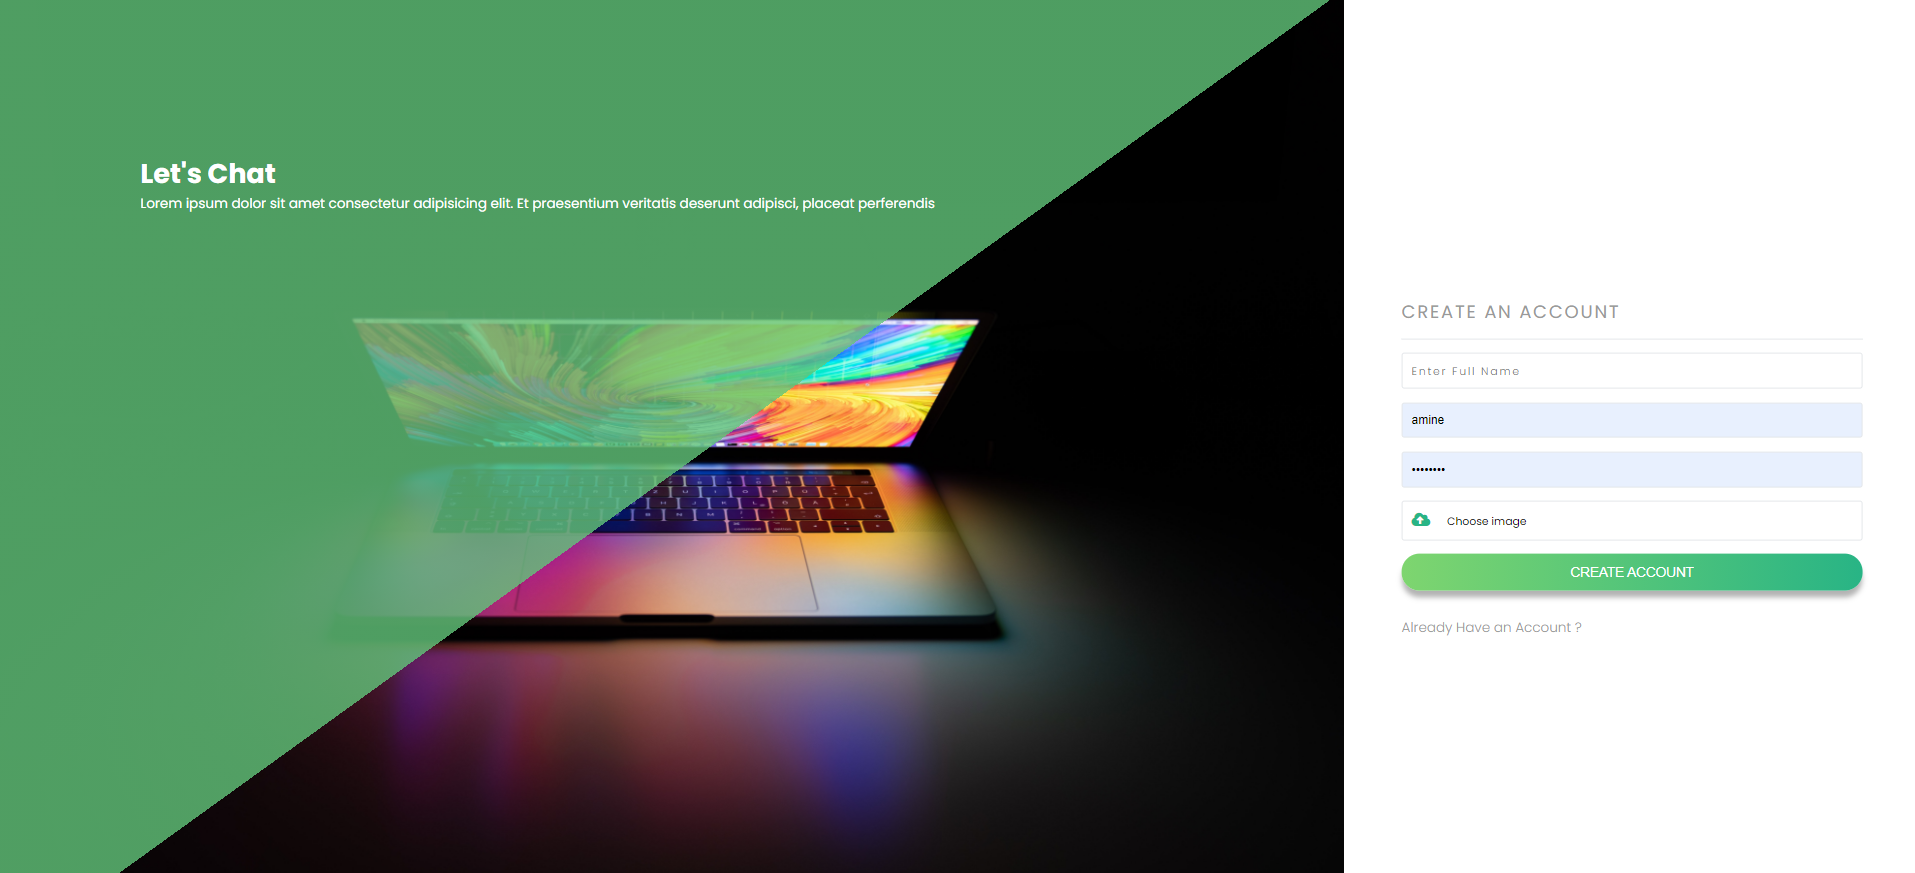 Let's Chat
Lorem ipsum dolor sit amet consectetur adipisicing elit. Et praesentium veritatis deserunt adipisci, placeat perferendis
CREATE AN ACCOUNT
Enter Full Name
amine
••••••••
Choose image
CREATE ACCOUNT
Already Have an Account ?